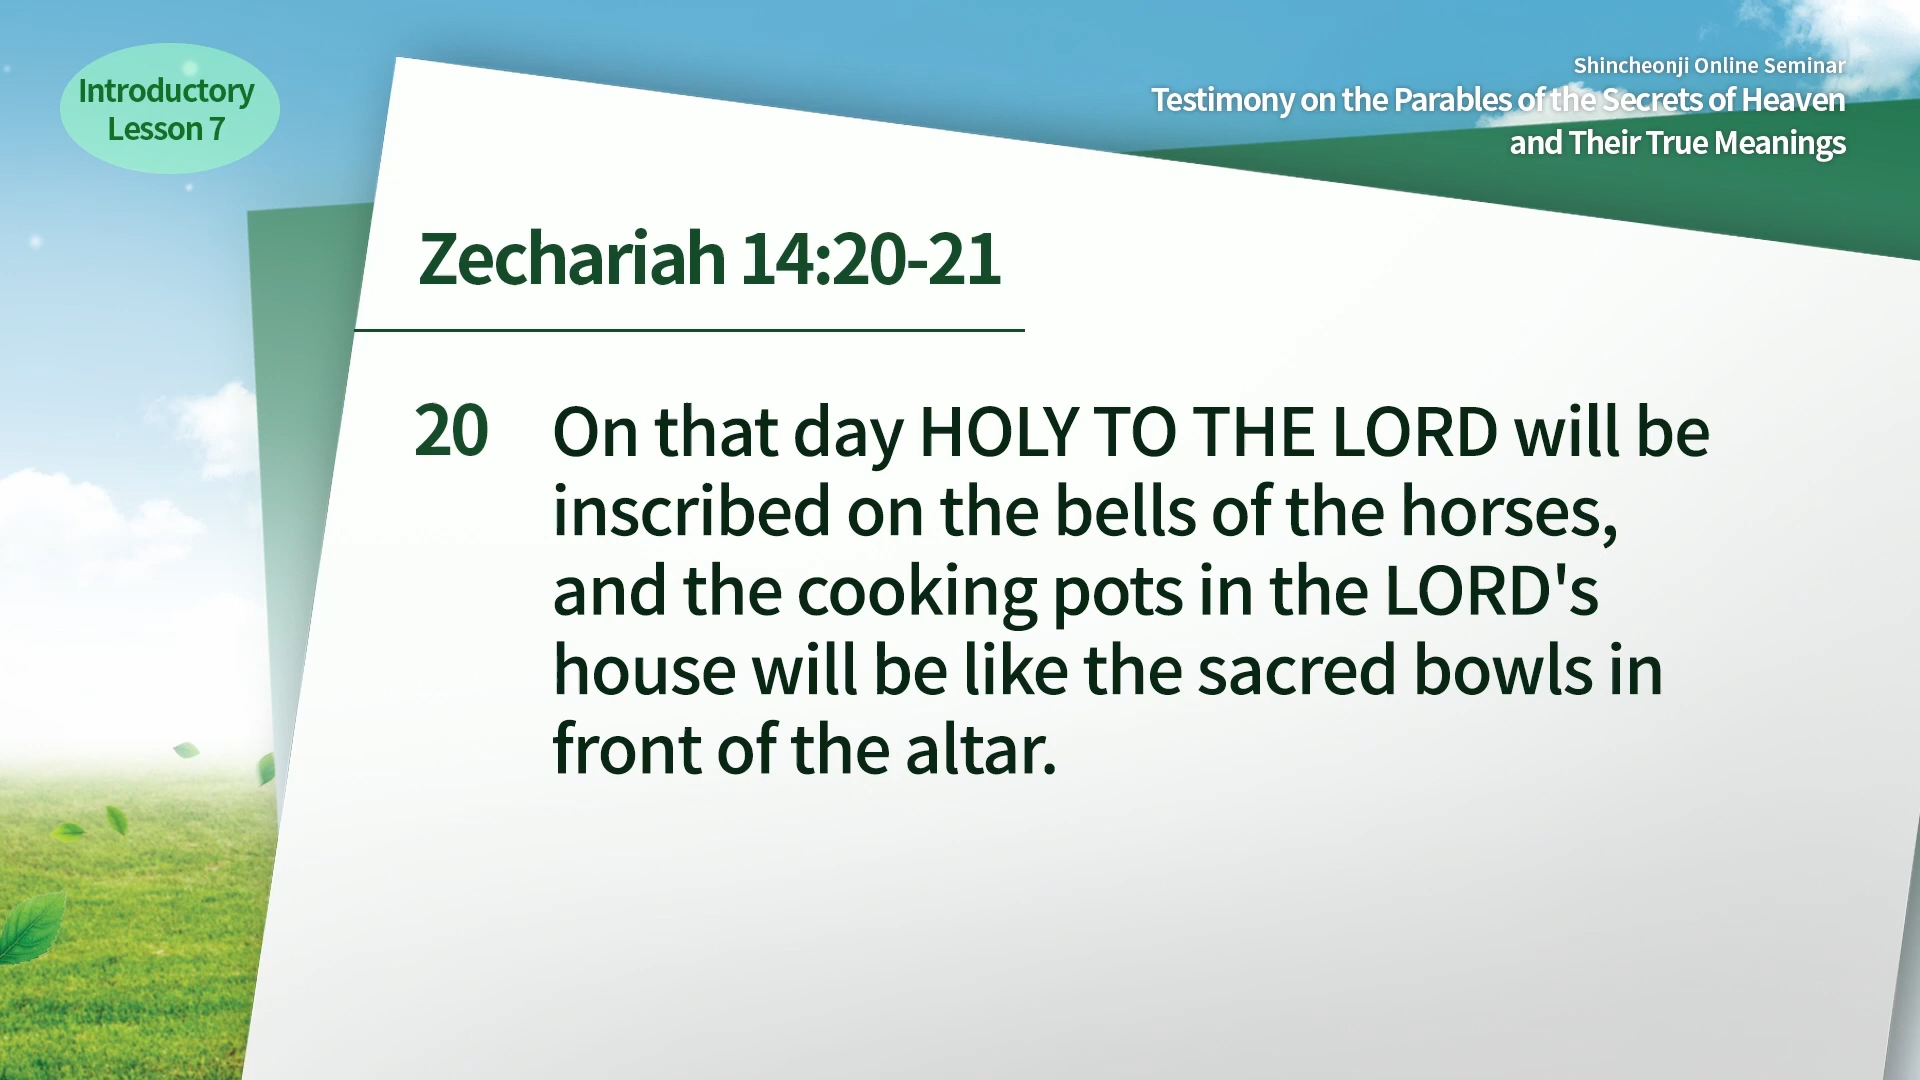 Introductory
Lesson 7
Shincheonji Online Seminar
Testimony on the Parables of the Secrets of Heaven
and Their True Meanings
Zechariah 14:20-21
20 On that day HOLY TO THE LORD will be
inscribed on the bells of the horses,
and the cooking pots in the LORD's
house will be like the sacred bowls in
front of the altar.